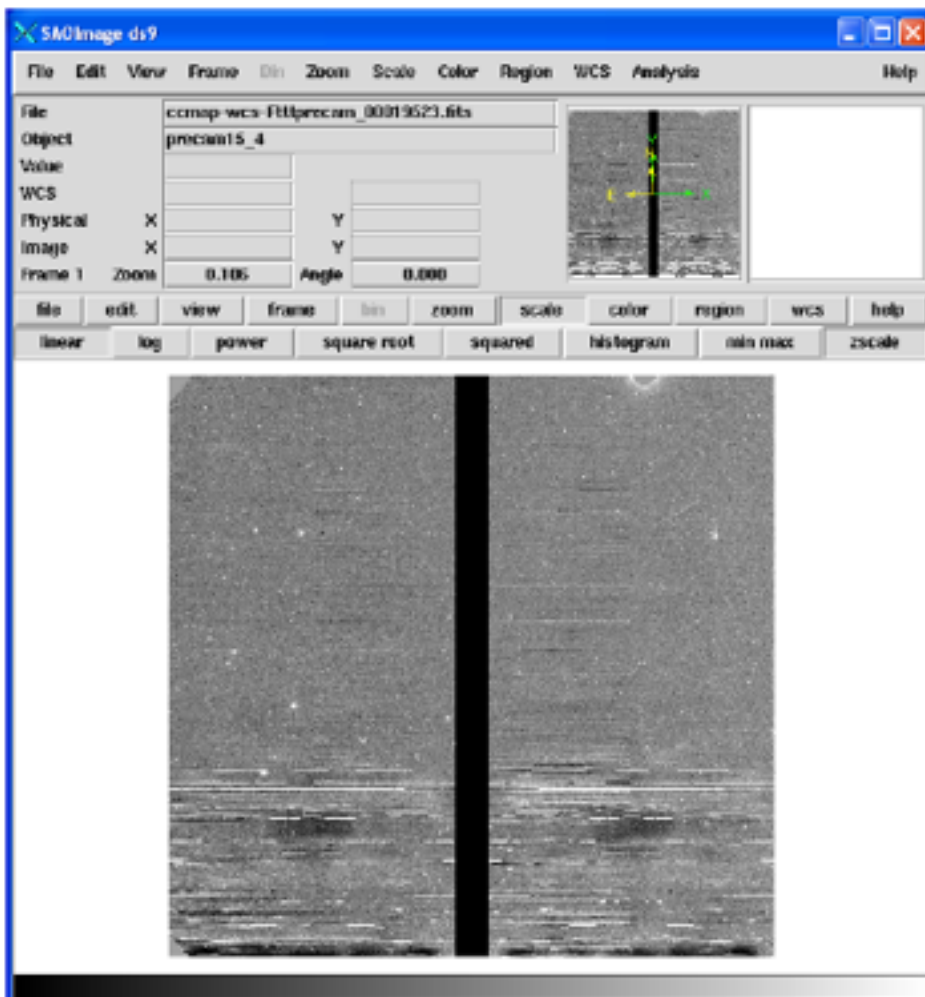 SAOImage ds9
File Edit View Frame Bin Zoom Scale Color Region WCS Analysis Help
File
Object precam15_4
Value
WCS
Physical X Y
Image X Y
Frame 1 Zoom 0.106 Angle 0.000
file edit view frame bin zoom scale color region wcs help
linear log power square root squared histogram min max zscale